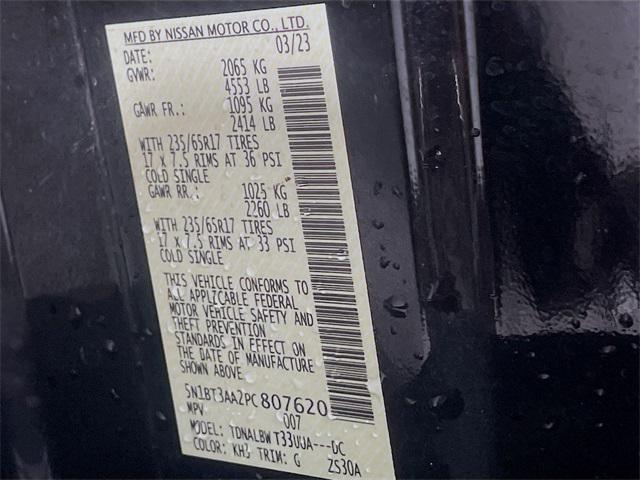 MFD BY NISSAN MOTOR CO., LTD.
DATE: 03/23
GVWR: 2065 KG
4553 LB
GAWR FR.: 1095 KG
2414 LB
WITH 235/65R17 TIRES
17 X 7.5 RIMS AT 36 PSI
COLD SINGLE
GAWR RR.: 1025 KG
2260 LB
WITH 235/65R17 TIRES
17 X 7.5 RIMS AT 33 PSI
COLD SINGLE
THIS VEHICLE CONFORMS TO
ALL APPLICABLE FEDERAL
MOTOR VEHICLE SAFETY AND
THEFT PREVENTION
STANDARDS IN EFFECT ON
THE DATE OF MANUFACTURE
SHOWN ABOVE
5N1BT3AA2PC807620
MPV 007
MODEL: TDNALBWT33UUA---DC
COLOR: KH3 TRIM: G ZS30A